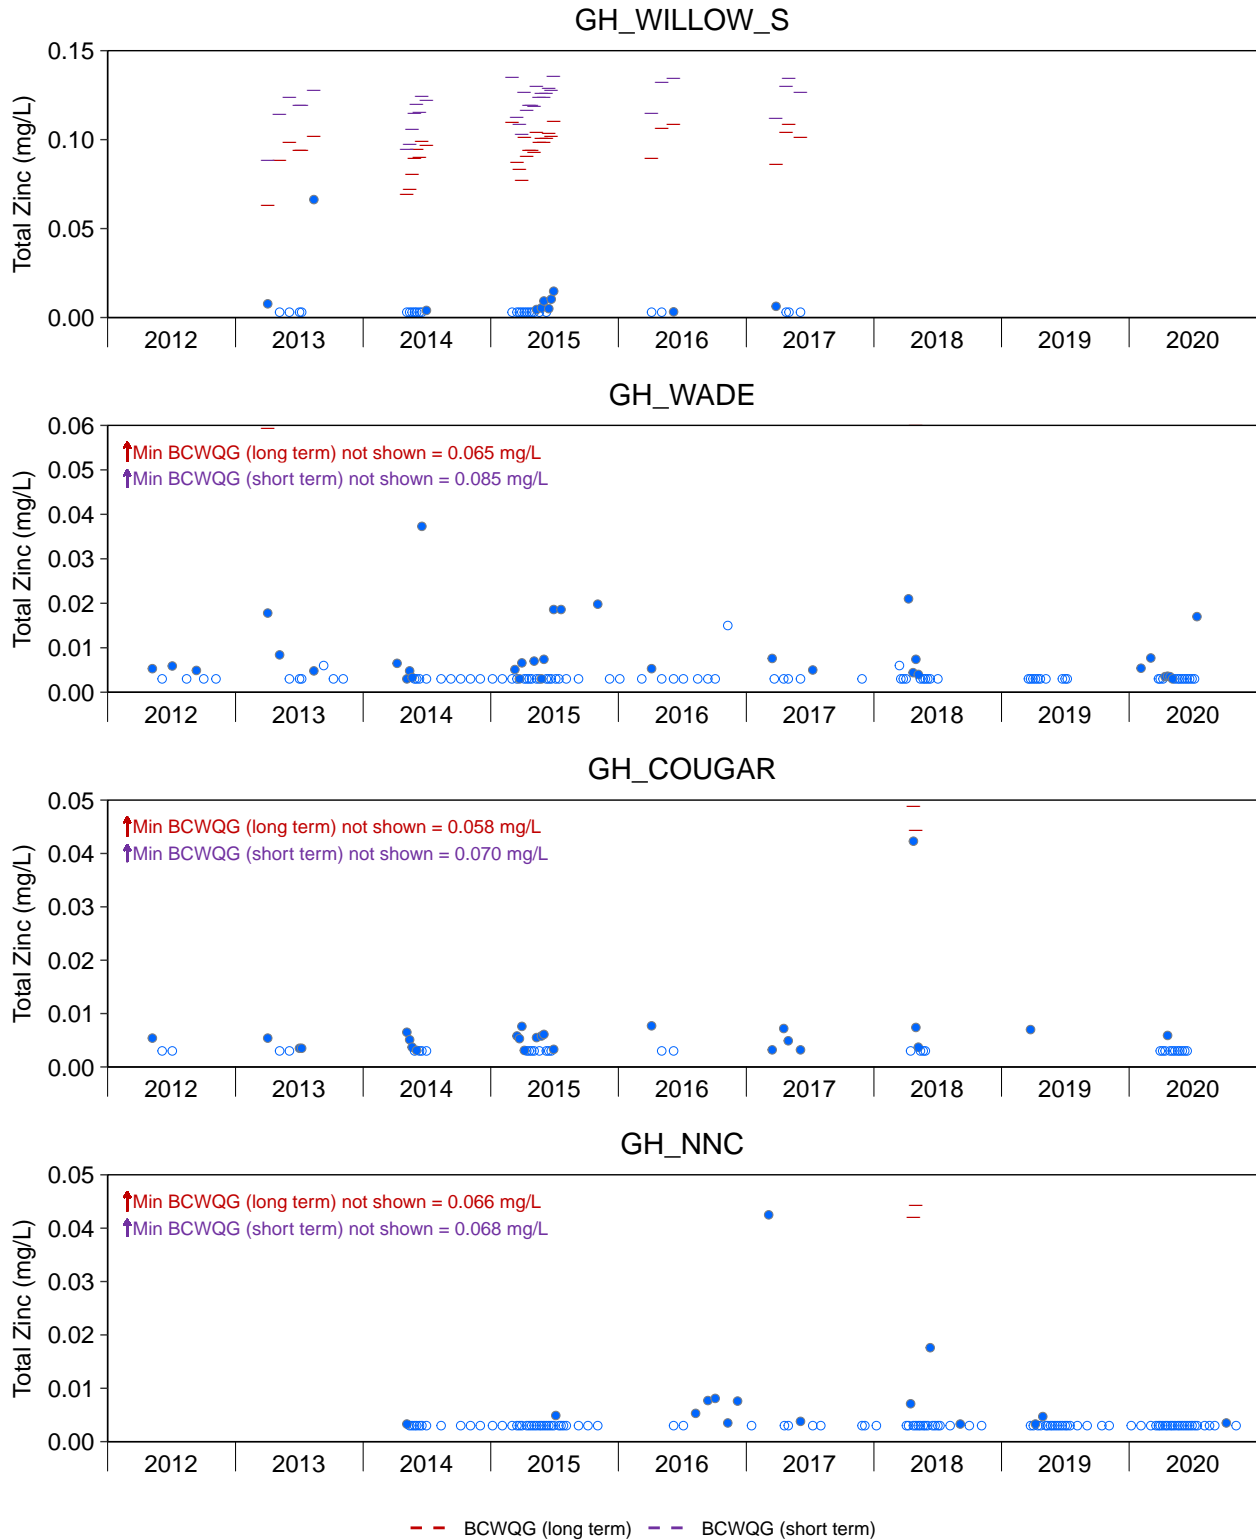 GH_WILLOW_S
Total Zinc (mg/L)
0.15
0.10
0.05
0.00
2012 2013 2014 2015 2016 2017 2018 2019 2020
GH_WADE
Total Zinc (mg/L)
0.06
0.05
0.04
0.03
0.02
0.01
0.00
Min BCWQG (long term) not shown = 0.065 mg/L
Min BCWQG (short term) not shown = 0.085 mg/L
2012 2013 2014 2015 2016 2017 2018 2019 2020
GH_COUGAR
Total Zinc (mg/L)
0.05
0.04
0.03
0.02
0.01
0.00
Min BCWQG (long term) not shown = 0.058 mg/L
Min BCWQG (short term) not shown = 0.070 mg/L
2012 2013 2014 2015 2016 2017 2018 2019 2020
GH_NNC
Total Zinc (mg/L)
0.05
0.04
0.03
0.02
0.01
0.00
Min BCWQG (long term) not shown = 0.066 mg/L
Min BCWQG (short term) not shown = 0.068 mg/L
2012 2013 2014 2015 2016 2017 2018 2019 2020
BCWQG (long term) BCWQG (short term)